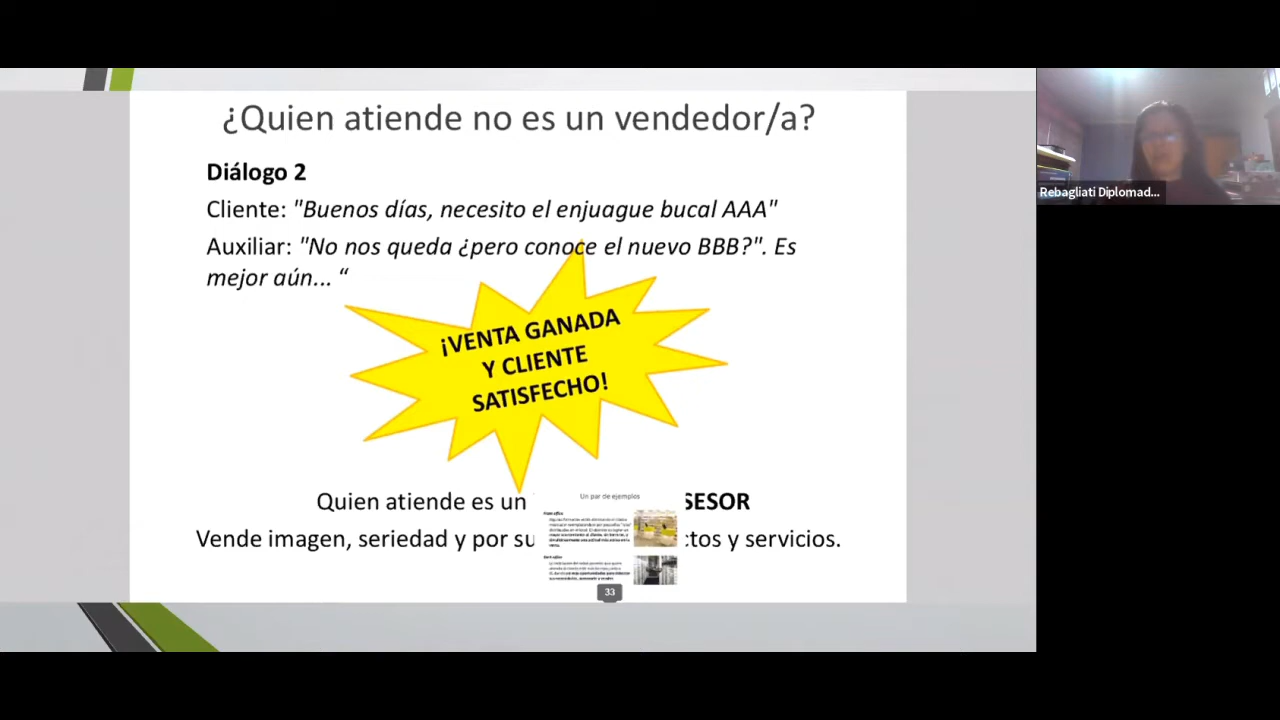 ¿Quien atiende no es un vendedor/a?
Diálogo 2
Cliente: "Buenos días, necesito el enjuague bucal AAA"
Auxiliar: "No nos queda ¿pero conoce el nuevo BBB?". Es
mejor aún... “
¡VENTA GANADA
Y CLIENTE
SATISFECHO!
Quien atiende es un
SESOR
Vende imagen, seriedad y por su
ctos y servicios.
Un par de ejemplos
33
Rebagliati Diplomad...